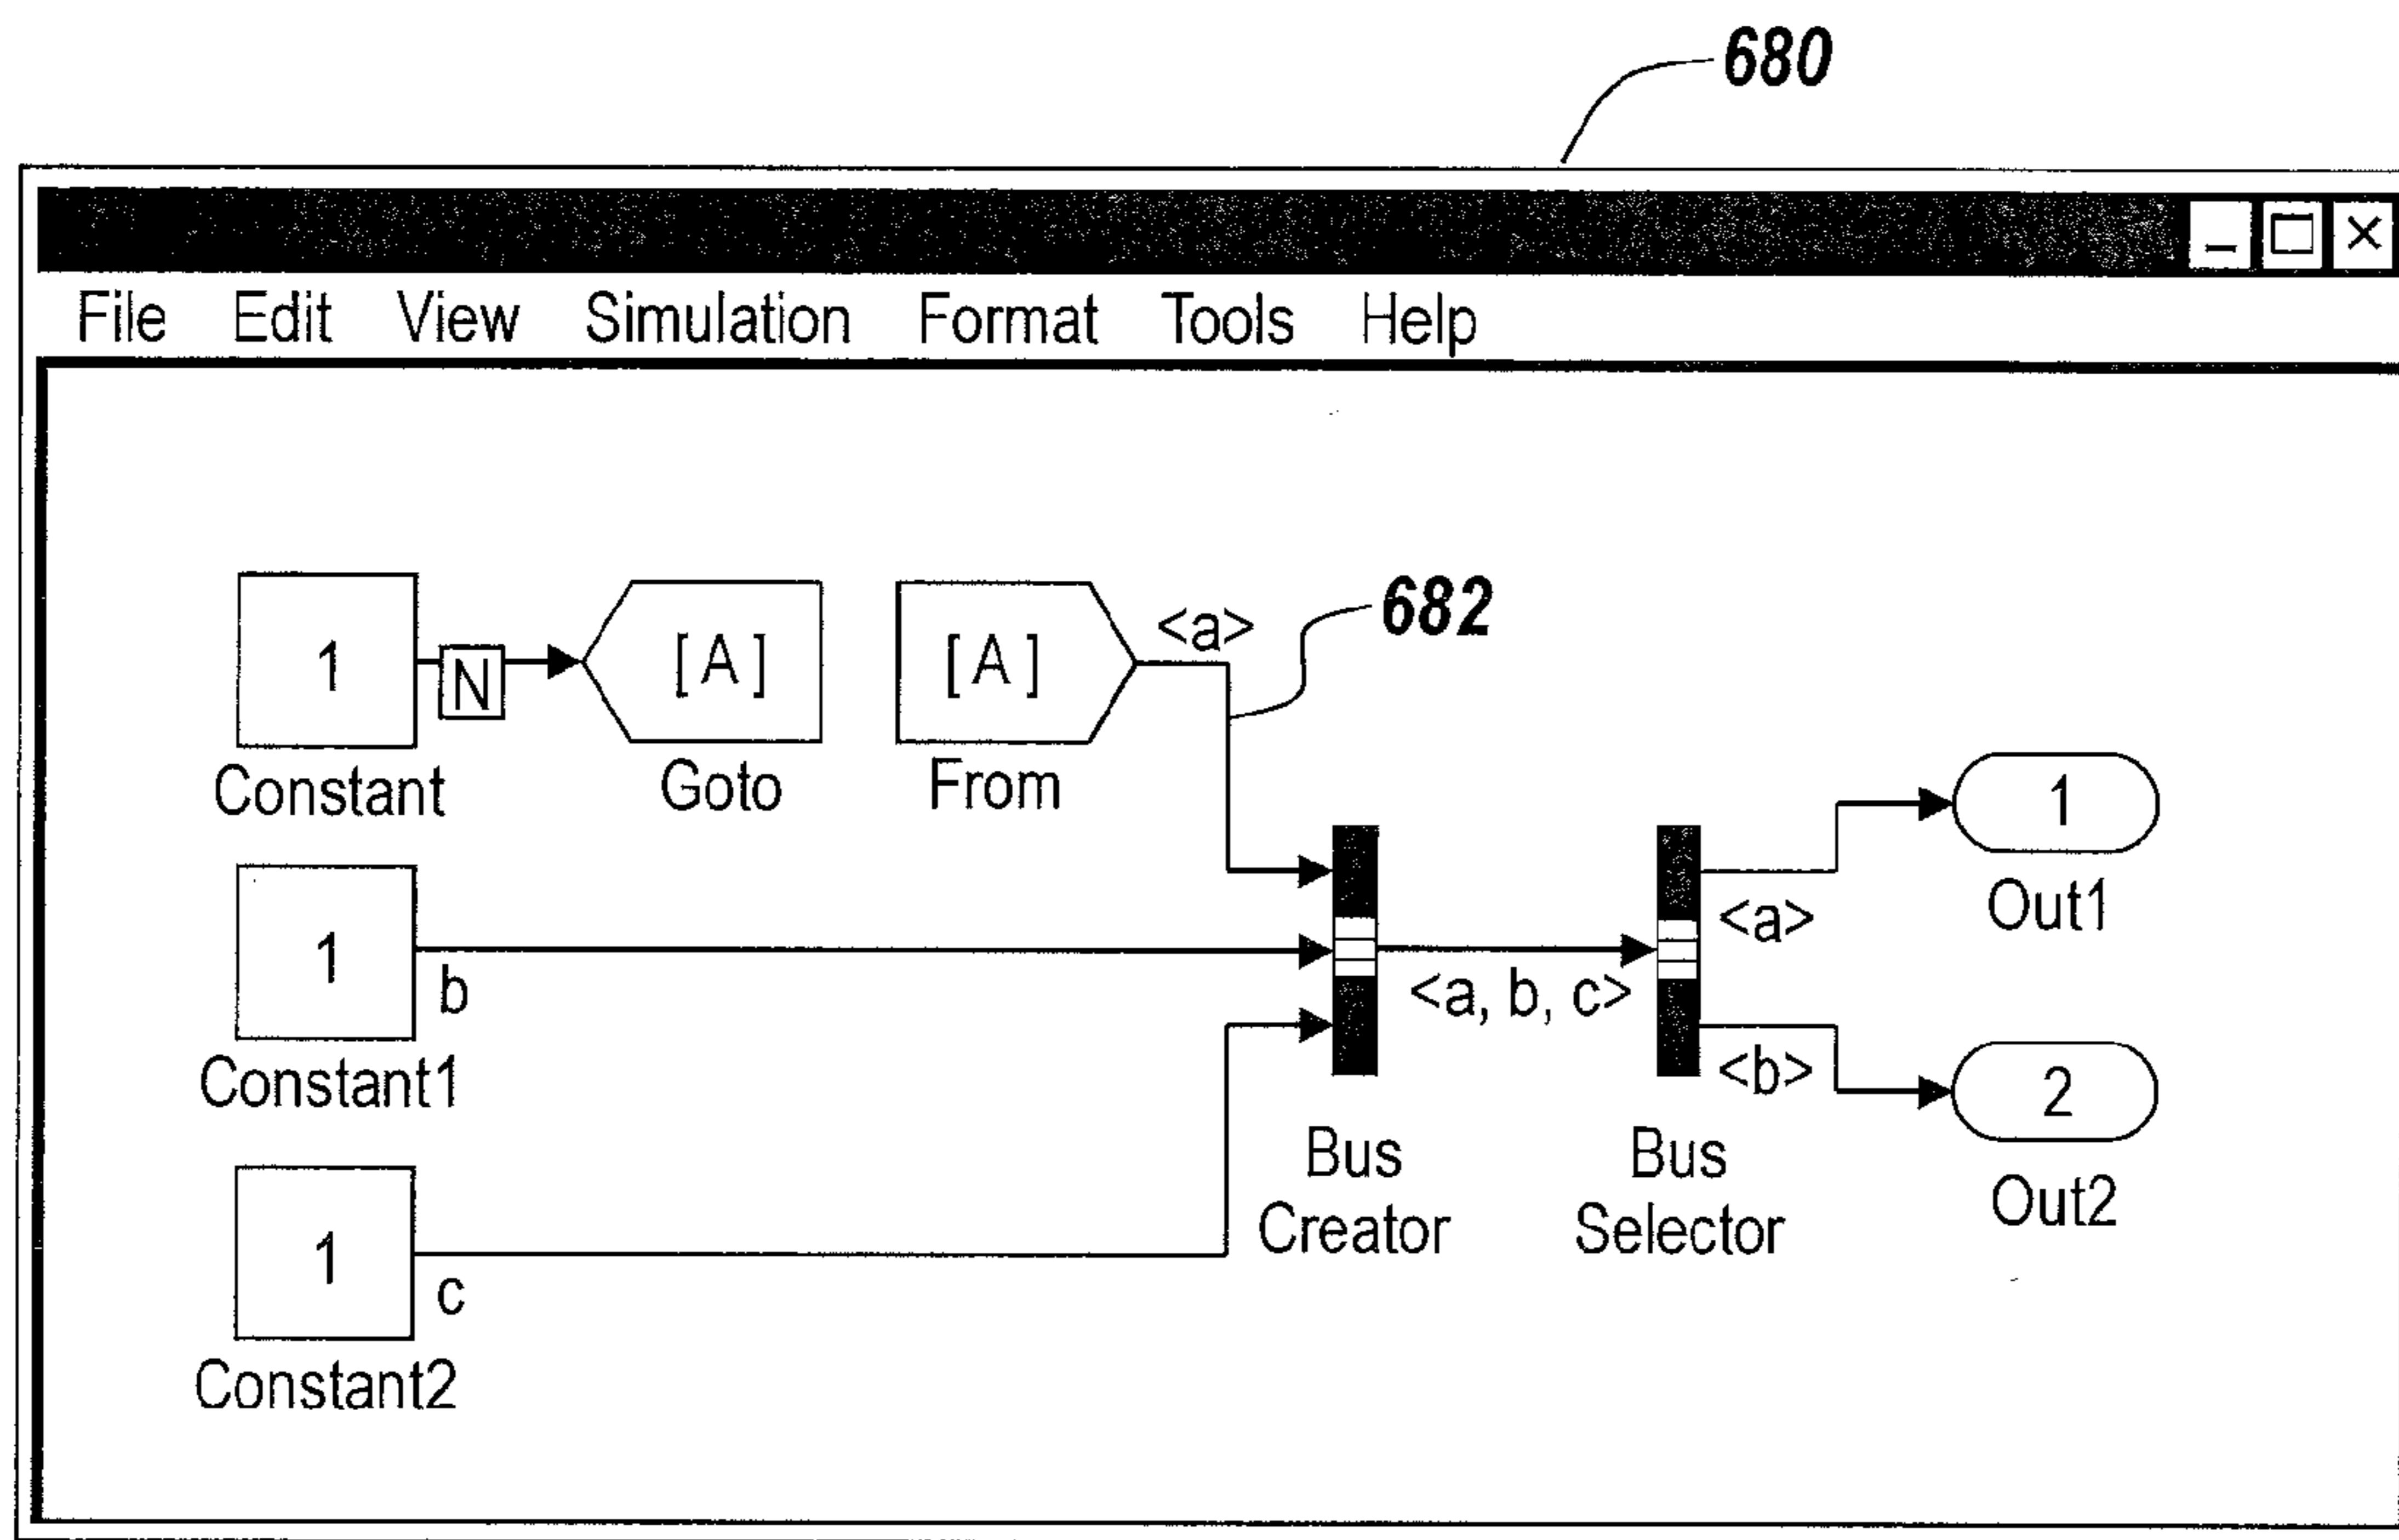 680
File Edit View Simulation Format Tools Help
1 N [A] [A] <a> 682
Constant Goto From
1
Out1
<a>
1
b
<a, b, c>
Constant1
<b>
2
Out2
Bus
Creator
Bus
Selector
1
c
Constant2